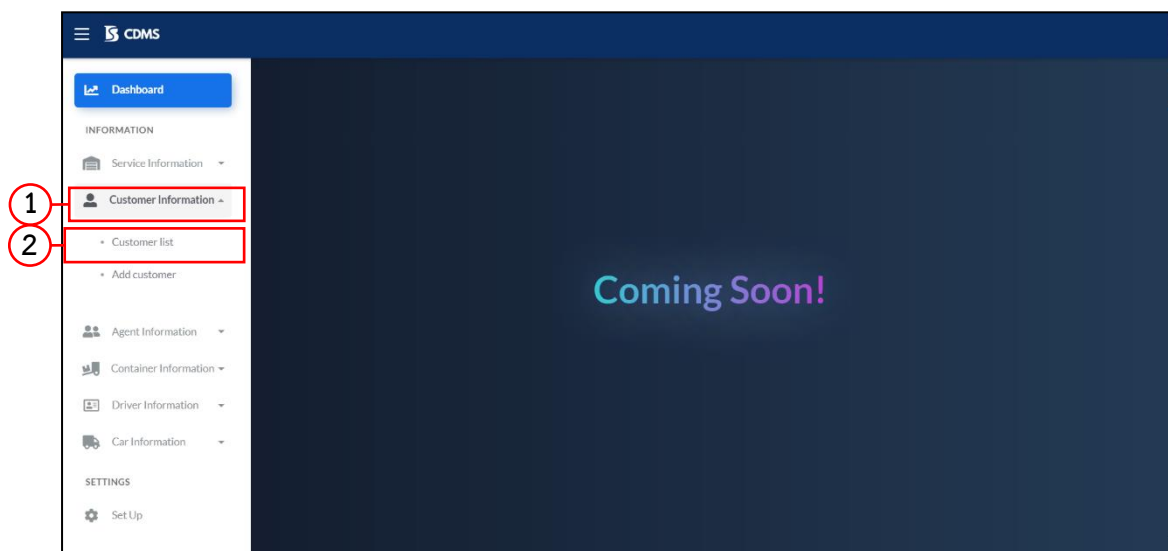 CDMS
Dashboard
INFORMATION
Service Information
1
Customer Information
2
Customer list
Add customer
Coming Soon!
Agent Information
Container Information
Driver Information
Car Information
SETTINGS
Set Up